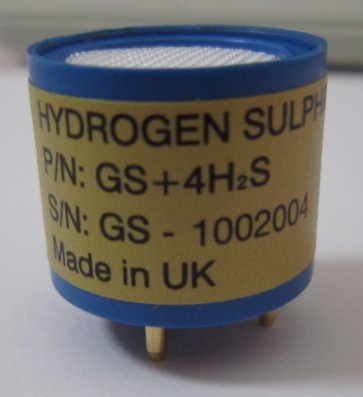 HYDROGEN SULPH
P/N: GS+4H₂S
S/N: GS - 1002004
Made in UK